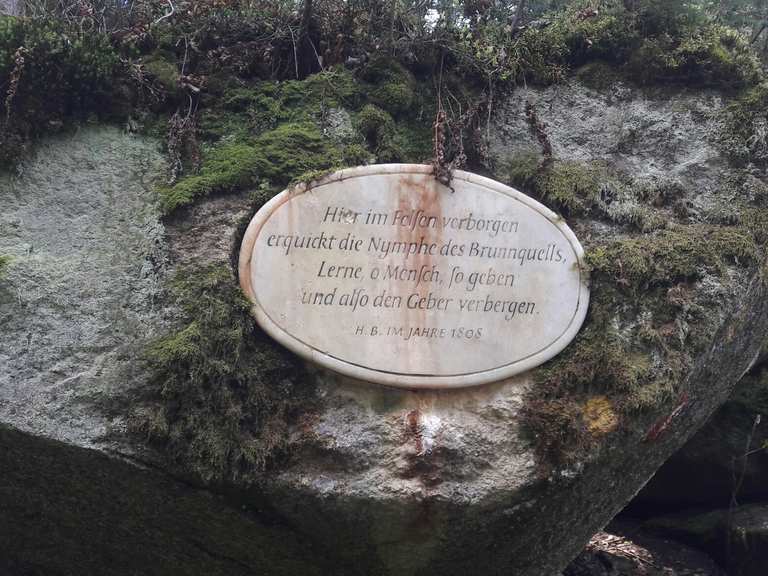 Hier im Felſen verborgen
erquickt die Nymphe des Brunnquells,
Lerne, o Menſch, ſo geben
und alſo den Geber verbergen.
H. B. IM JAHRE 1808